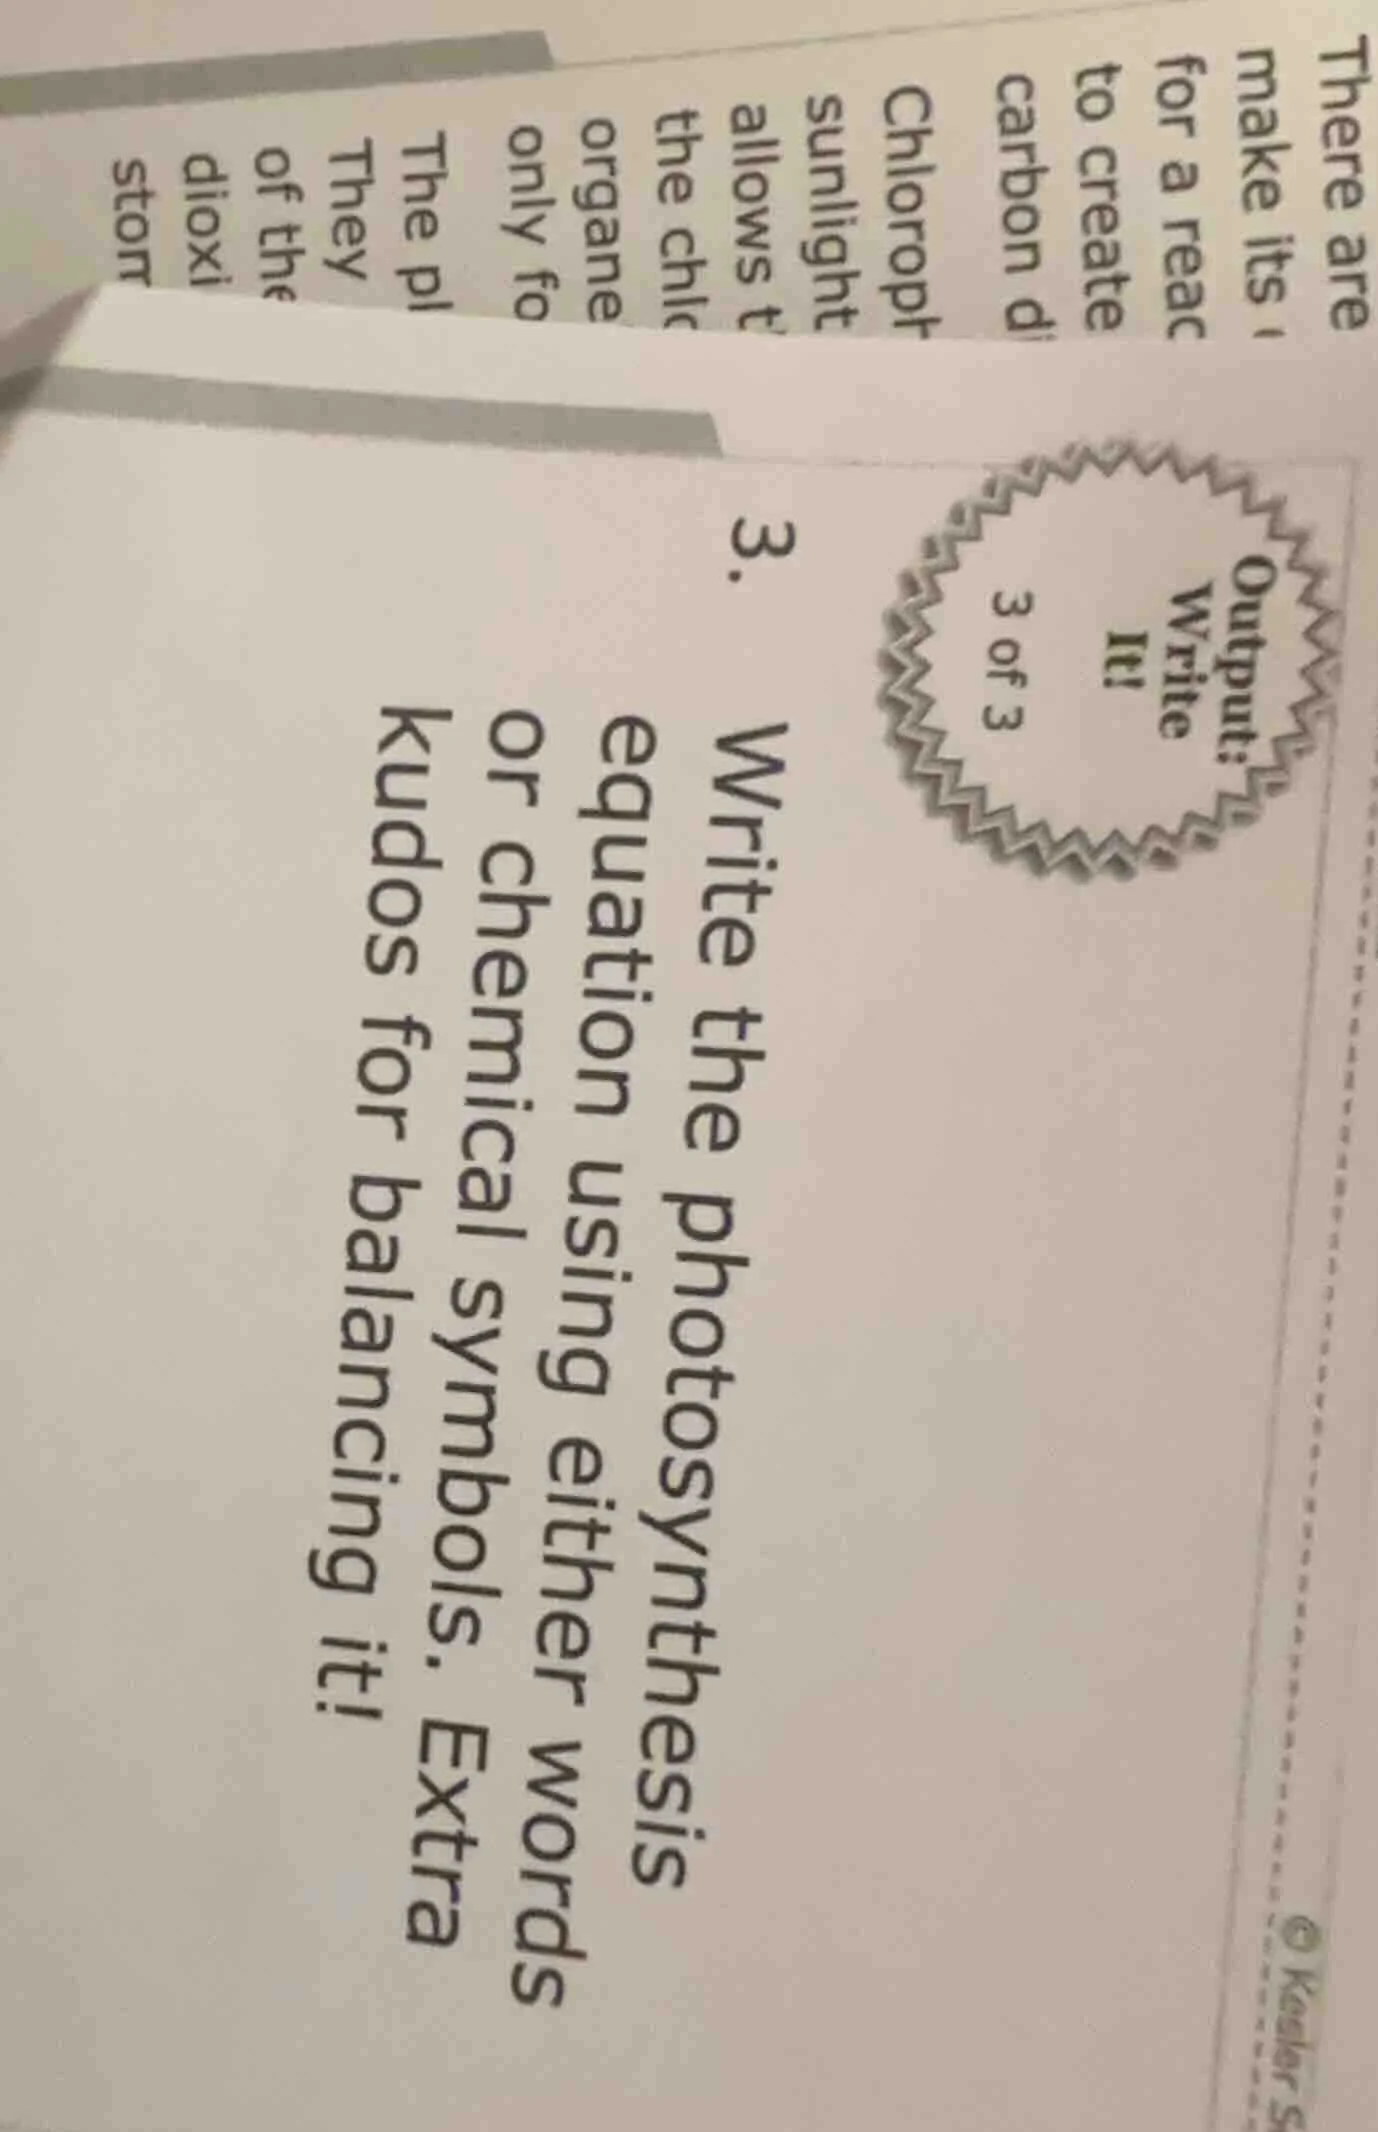 There are
make its
for a reac
to create
carbon di
Chloroph
sunlight
allows t
the chlo
organe
only fo
The pl
They
of the
dioxi
stom
Output:
Write
It!
3 of 3
3. Write the photosynthesis
equation using either words
or chemical symbols. Extra
kudos for balancing it!
© Kesler S